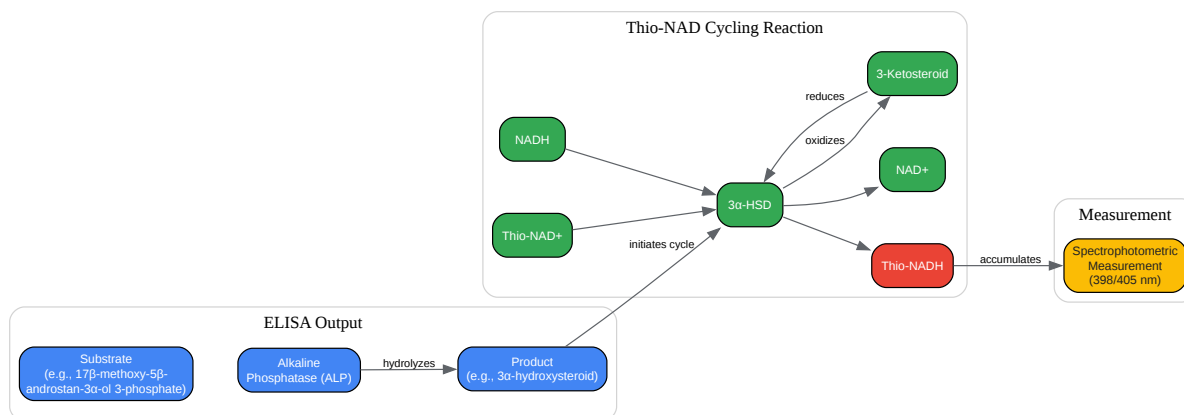 Thio-NAD Cycling Reaction
3-Ketosteroid
reduces
NADH
oxidizes
NAD+
3α-HSD
Thio-NAD+
initiates cycle
Thio-NADH
accumulates
Measurement
Spectrophotometric
Measurement
(398/405 nm)
ELISA Output
Substrate
(e.g., 17β-methoxy-5β-
androstan-3α-ol 3-phosphate)
Alkaline
Phosphatase (ALP)
hydrolyzes
Product
(e.g., 3α-hydroxysteroid)